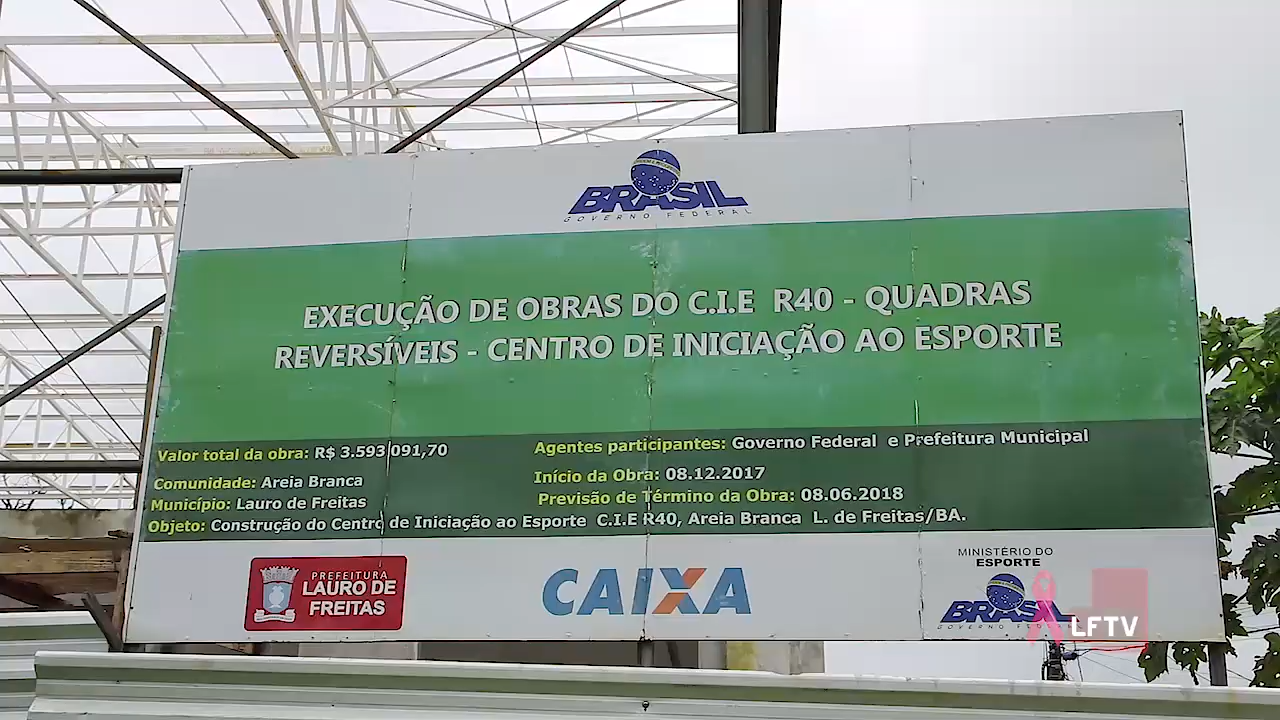 BRASIL
GOVERNO FEDERAL
EXECUÇÃO DE OBRAS DO C.I.E R40 - QUADRAS
REVERSÍVEIS - CENTRO DE INICIAÇÃO AO ESPORTE
Valor total da obra: R$ 3.593.091,70
Agentes participantes: Governo Federal e Prefeitura Municipal
Comunidade: Areia Branca
Início da Obra: 08.12.2017
Município: Lauro de Freitas
Previsão de Término da Obra: 08.06.2018
Objeto: Construção do Centro de Iniciação ao Esporte C.I.E R40, Areia Branca L. de Freitas/BA.
PREFEITURA
LAURO DE
FREITAS
CAIXA
MINISTÉRIO DO
ESPORTE
BRASIL
GOVERNO FEDERAL
LFTV